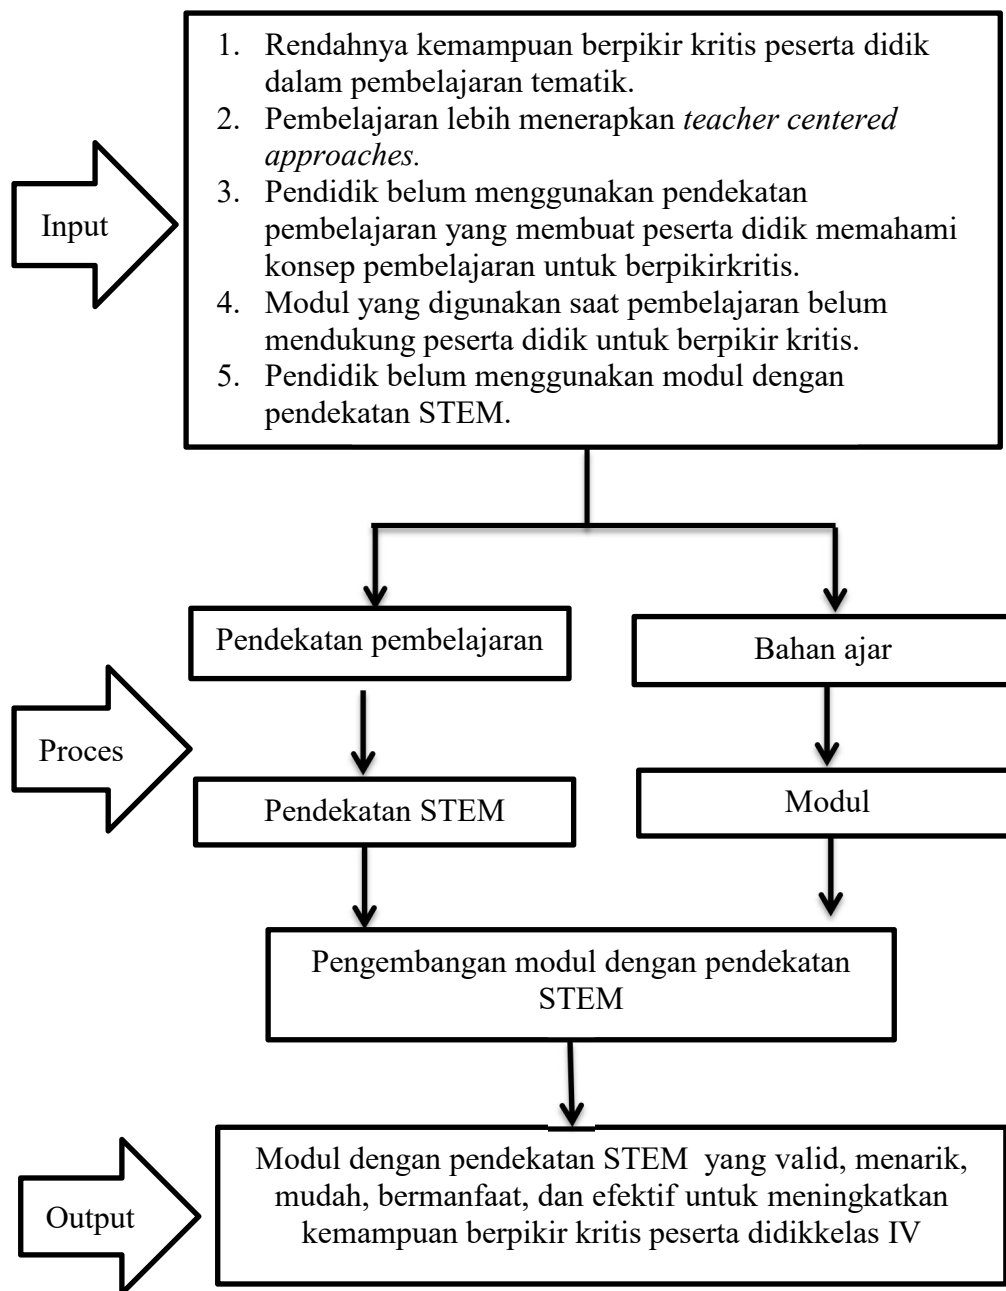 1. Rendahnya kemampuan berpikir kritis peserta didik
dalam pembelajaran tematik.
2. Pembelajaran lebih menerapkan teacher centered
approaches.
3. Pendidik belum menggunakan pendekatan
pembelajaran yang membuat peserta didik memahami
konsep pembelajaran untuk berpikirkritis.
4. Modul yang digunakan saat pembelajaran belum
mendukung peserta didik untuk berpikir kritis.
5. Pendidik belum menggunakan modul dengan
pendekatan STEM.
Input
Pendekatan pembelajaran
Bahan ajar
Proces
Pendekatan STEM
Modul
Pengembangan modul dengan pendekatan
STEM
Output
Modul dengan pendekatan STEM yang valid, menarik,
mudah, bermanfaat, dan efektif untuk meningkatkan
kemampuan berpikir kritis peserta didikkelas IV